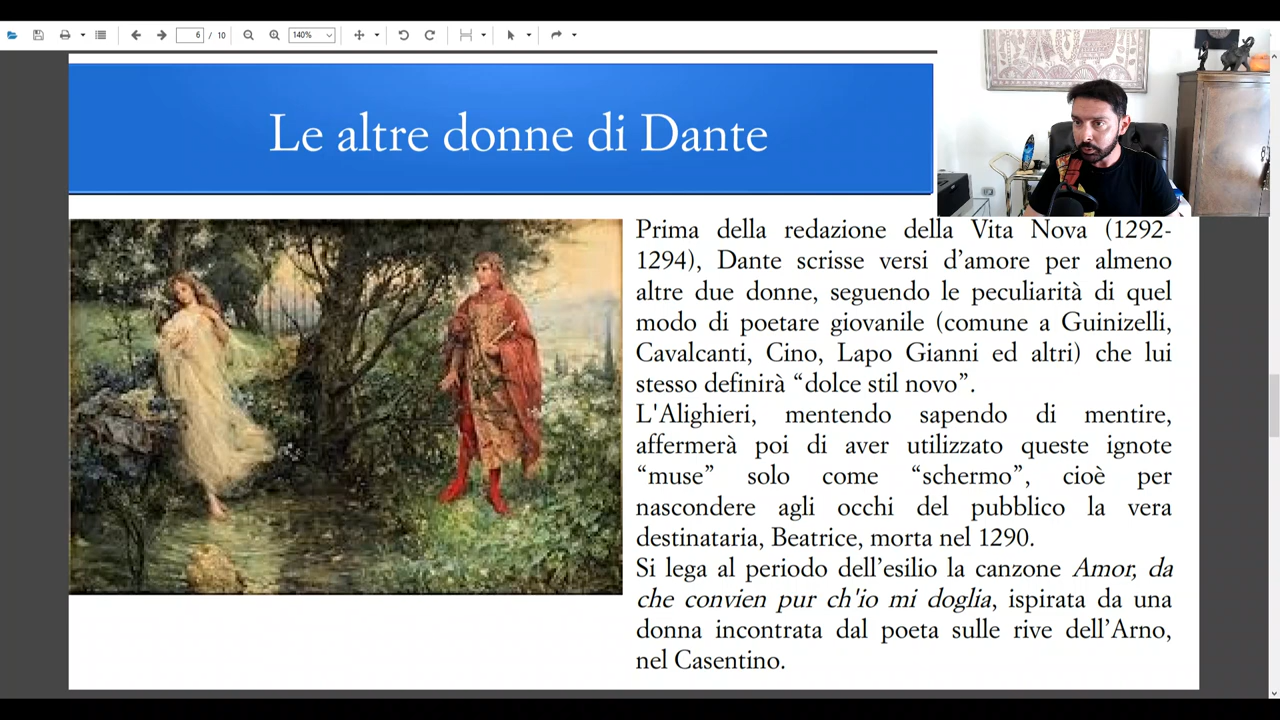 6 / 10
140%
Le altre donne di Dante
Prima della redazione della Vita Nova (1292-
1294), Dante scrisse versi d’amore per almeno
altre due donne, seguendo le peculiarità di quel
modo di poetare giovanile (comune a Guinizelli,
Cavalcanti, Cino, Lapo Gianni ed altri) che lui
stesso definirà “dolce stil novo”.
L'Alighieri, mentendo sapendo di mentire,
affermerà poi di aver utilizzato queste ignote
“muse” solo come “schermo”, cioè per
nascondere agli occhi del pubblico la vera
destinataria, Beatrice, morta nel 1290.
Si lega al periodo dell’esilio la canzone Amor, da
che convien pur ch'io mi doglia, ispirata da una
donna incontrata dal poeta sulle rive dell’Arno,
nel Casentino.